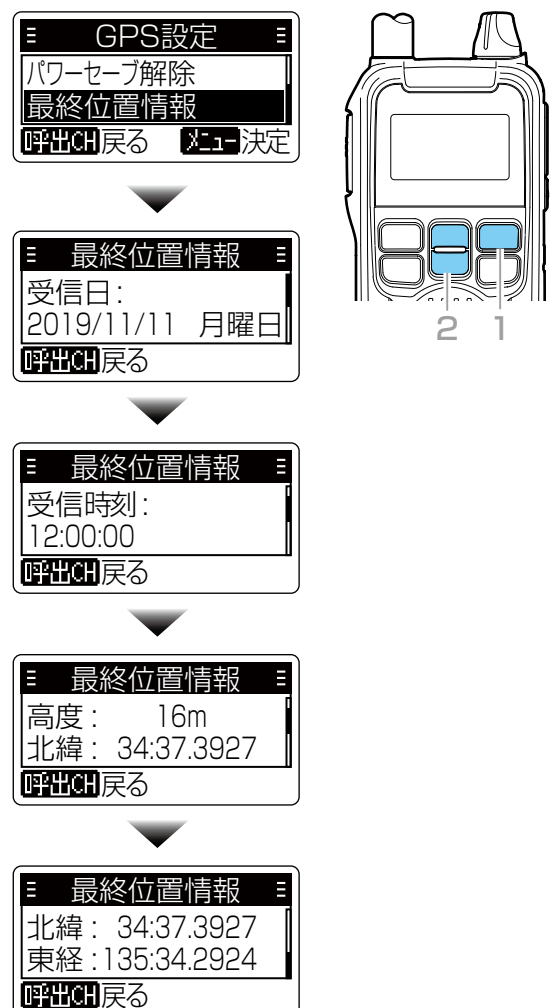 GPS設定
パワーセーブ解除
最終位置情報
呼出CH戻る メニュー決定
最終位置情報
受信日:
2019/11/11 月曜日
呼出CH戻る
最終位置情報
受信時刻:
12:00:00
呼出CH戻る
最終位置情報
高度: 16m
北緯: 34:37.3927
呼出CH戻る
最終位置情報
北緯: 34:37.3927
東経:135:34.2924
呼出CH戻る
2 1